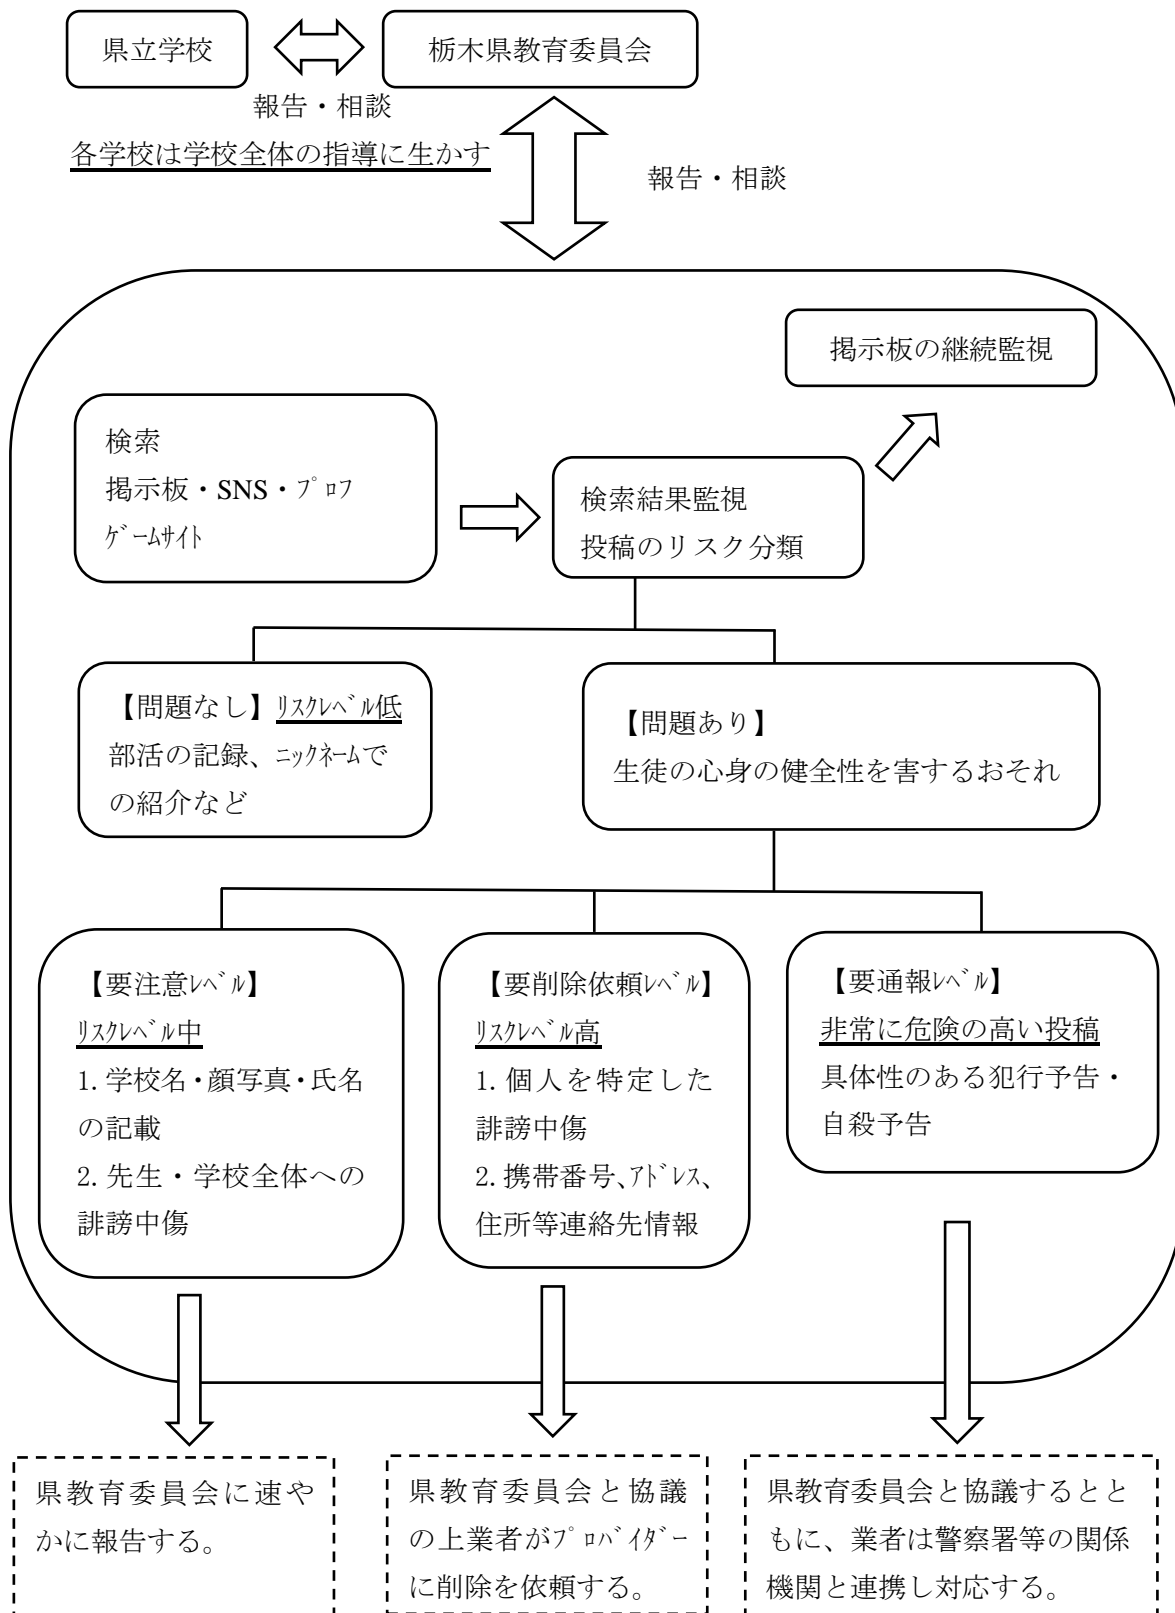 県立学校
栃木県教育委員会
報告・相談
各学校は学校全体の指導に生かす
報告・相談
掲示板の継続監視
検索
掲示板・SNS・ﾌﾟﾛﾌ
ｹﾞｰﾑｻｲﾄ
検索結果監視
投稿のリスク分類
【問題なし】ﾘｽｸﾚﾍﾞﾙ低
部活の記録、ﾆｯｸﾈｰﾑで
の紹介など
【問題あり】
生徒の心身の健全性を害するおそれ
【要注意ﾚﾍﾞﾙ】
ﾘｽｸﾚﾍﾞﾙ中
1. 学校名・顔写真・氏名
の記載
2. 先生・学校全体への
誹謗中傷
【要削除依頼ﾚﾍﾞﾙ】
ﾘｽｸﾚﾍﾞﾙ高
1. 個人を特定した
誹謗中傷
2. 携帯番号、ｱﾄﾞﾚｽ、
住所等連絡先情報
【要通報ﾚﾍﾞﾙ】
非常に危険の高い投稿
具体性のある犯行予告・
自殺予告
県教育委員会に速や
かに報告する。
県教育委員会と協議
の上業者がﾌﾟﾛﾊﾞｲﾀﾞｰ
に削除を依頼する。
県教育委員会と協議するとと
もに、業者は警察署等の関係
機関と連携し対応する。